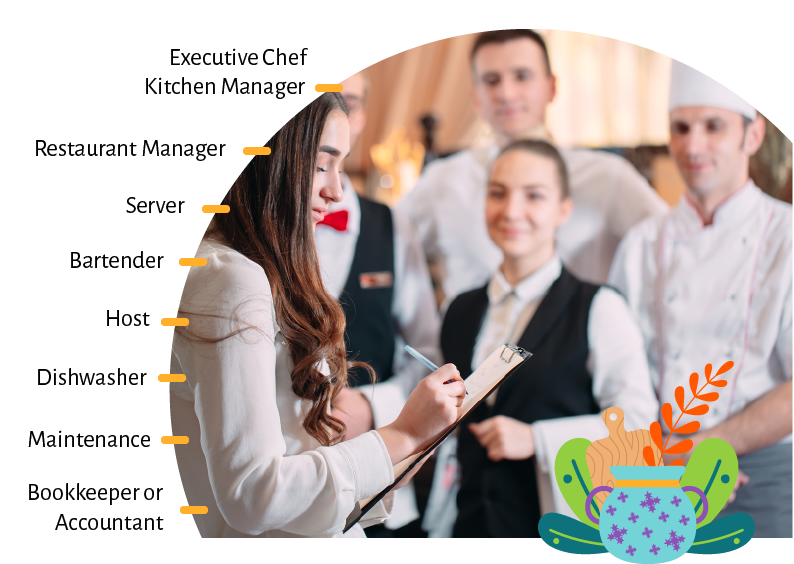 Executive Chef
Kitchen Manager
Restaurant Manager
Server
Bartender
Host
Dishwasher
Maintenance
Bookkeeper or
Accountant